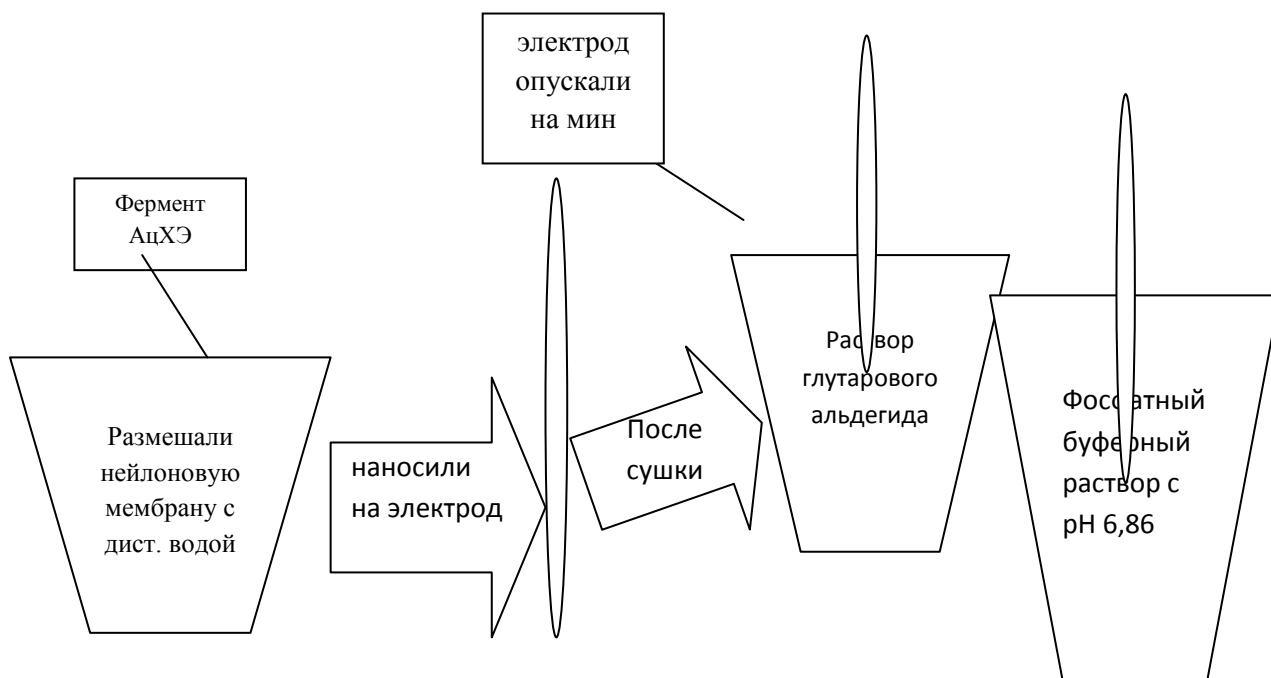 Фермент
АцХЭ
Размешали
нейлоновую
мембрану с
дист. водой
наносили
на электрод
После
сушки
электрод
опускали
на мин
Раствор
глутарового
альдегида
Фосфатный
буферный
раствор с
pH 6,86